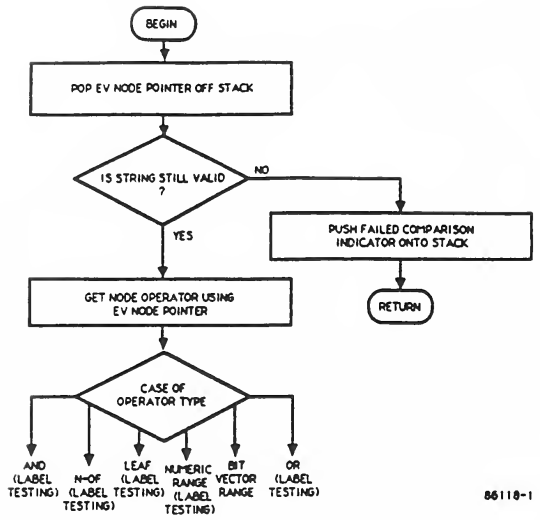 BEGIN
POP EV NODE POINTER OFF STACK
IS STRING STILL VALID
?
NO
YES
PUSH FAILED COMPARISON
INDICATOR ONTO STACK
RETURN
GET NODE OPERATOR USING
EV NODE POINTER
CASE OF
OPERATOR TYPE
AND
(LABEL
TESTING)
N-OF
(LABEL
TESTING)
LEAF
(LABEL
TESTING)
NUMERIC
RANGE
(LABEL
TESTING)
BIT
VECTOR
RANGE
OR
(LABEL
TESTING)
86118-1